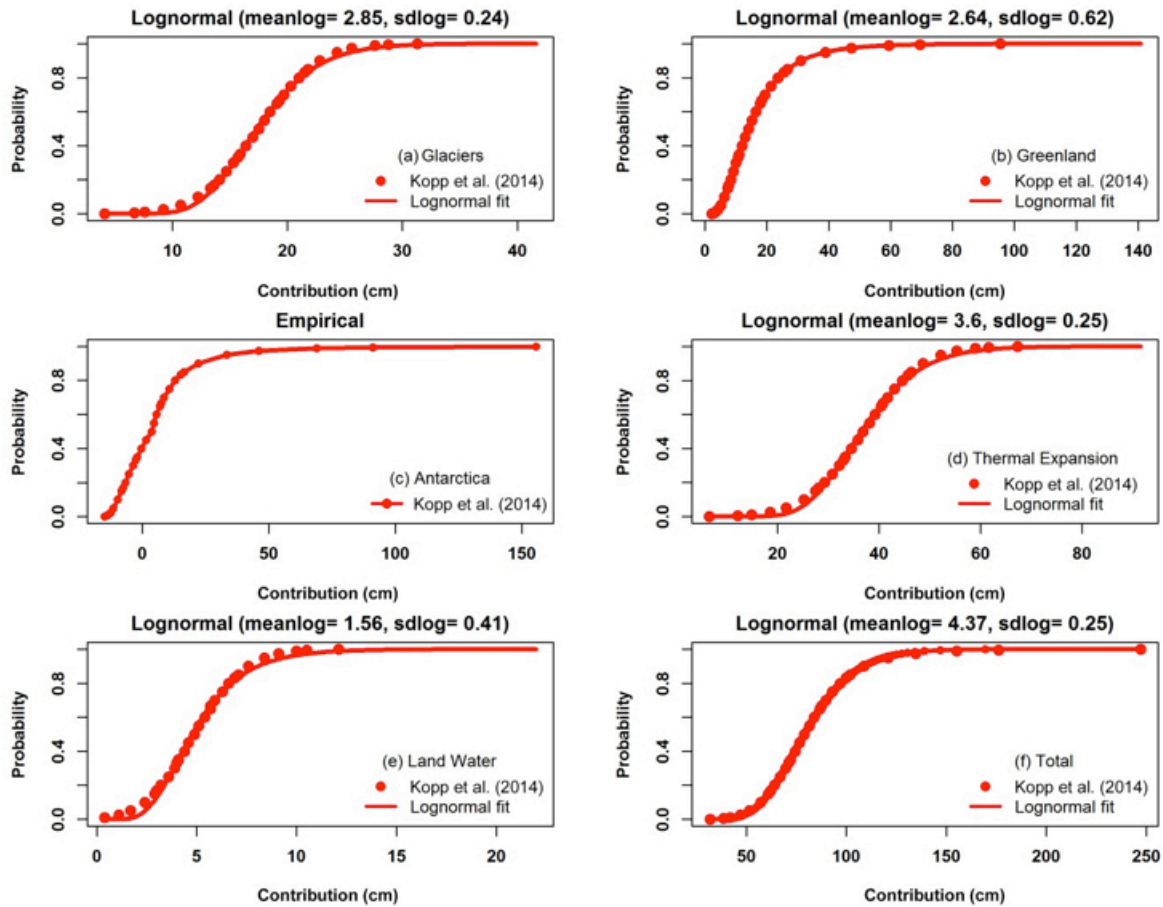 Lognormal (meanlog= 2.85, sdlog= 0.24)
Probability
0.0 0.4 0.8
(a) Glaciers
Kopp et al. (2014)
Lognormal fit
10 20 30 40
Contribution (cm)
Lognormal (meanlog= 2.64, sdlog= 0.62)
Probability
0.0 0.4 0.8
(b) Greenland
Kopp et al. (2014)
Lognormal fit
0 20 40 60 80 100 120 140
Contribution (cm)
Empirical
Probability
0.0 0.4 0.8
(c) Antarctica
Kopp et al. (2014)
0 50 100 150
Contribution (cm)
Lognormal (meanlog= 3.6, sdlog= 0.25)
Probability
0.0 0.4 0.8
(d) Thermal Expansion
Kopp et al. (2014)
Lognormal fit
20 40 60 80
Contribution (cm)
Lognormal (meanlog= 1.56, sdlog= 0.41)
Probability
0.0 0.4 0.8
(e) Land Water
Kopp et al. (2014)
Lognormal fit
0 5 10 15 20
Contribution (cm)
Lognormal (meanlog= 4.37, sdlog= 0.25)
Probability
0.0 0.4 0.8
(f) Total
Kopp et al. (2014)
Lognormal fit
50 100 150 200 250
Contribution (cm)